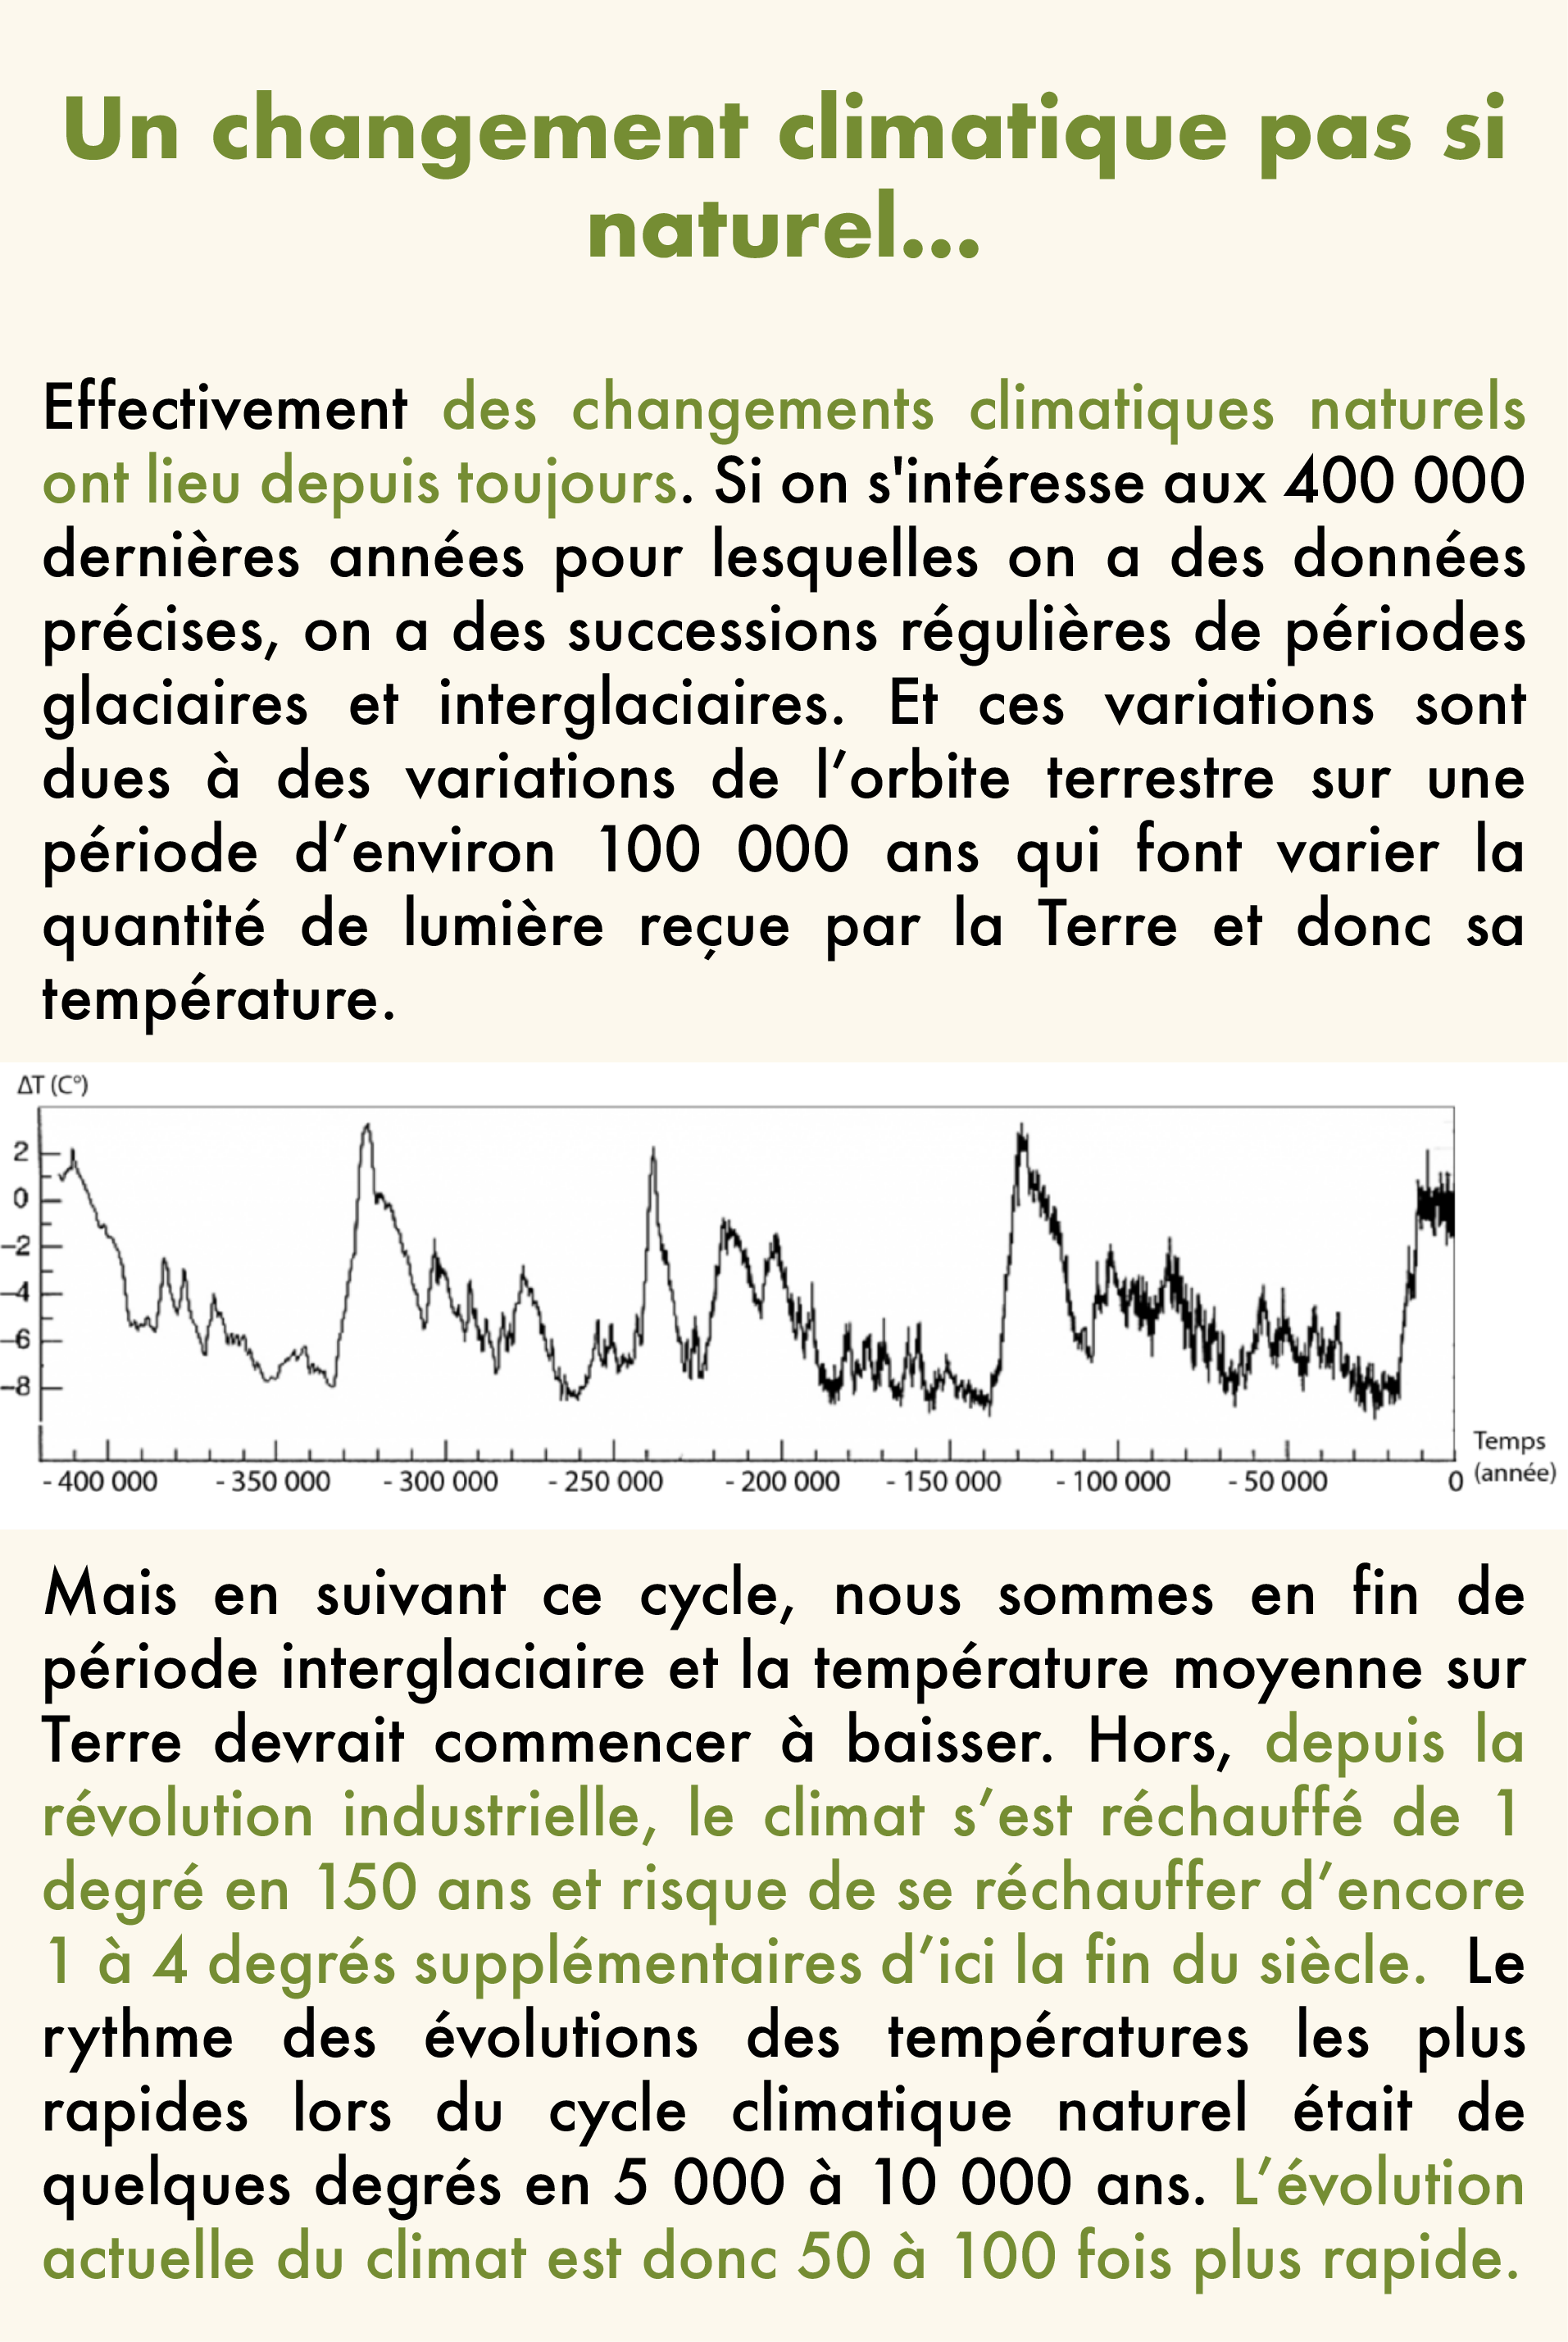 Un changement climatique pas si
naturel...
Effectivement des changements climatiques naturels
ont lieu depuis toujours. Si on s'intéresse aux 400 000
dernières années pour lesquelles on a des données
précises, on a des successions régulières de périodes
glaciaires et interglaciaires. Et ces variations sont
dues à des variations de l’orbite terrestre sur une
période d’environ 100 000 ans qui font varier la
quantité de lumière reçue par la Terre et donc sa
température.
ΔT (C°)
2
0
–2
–4
–6
–8
- 400 000 - 350 000 - 300 000 - 250 000 - 200 000 - 150 000 - 100 000 - 50 000 0
Temps
(année)
Mais en suivant ce cycle, nous sommes en fin de
période interglaciaire et la température moyenne sur
Terre devrait commencer à baisser. Hors, depuis la
révolution industrielle, le climat s’est réchauffé de 1
degré en 150 ans et risque de se réchauffer d’encore
1 à 4 degrés supplémentaires d’ici la fin du siècle. Le
rythme des évolutions des températures les plus
rapides lors du cycle climatique naturel était de
quelques degrés en 5 000 à 10 000 ans. L’évolution
actuelle du climat est donc 50 à 100 fois plus rapide.